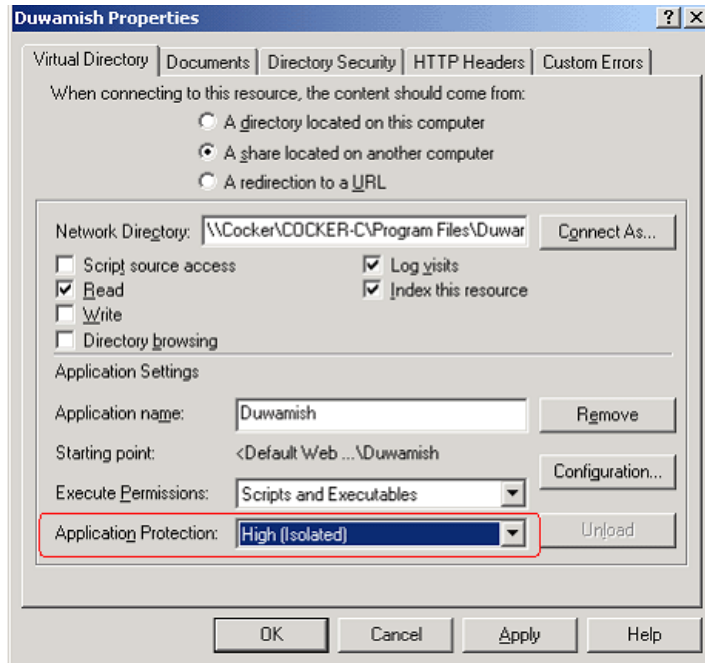 Duwamish Properties
Virtual Directory Documents Directory Security HTTP Headers Custom Errors
When connecting to this resource, the content should come from:
A directory located on this computer
A share located on another computer
A redirection to a URL
Network Directory: \\Cocker\COCKER-C\Program Files\Duwar Connect As...
Script source access Log visits
Read Index this resource
Write
Directory browsing
Application Settings
Application name: Duwamish Remove
Starting point: <Default Web ...\Duwamish
Configuration...
Execute Permissions: Scripts and Executables
Application Protection: High (Isolated) Unload
OK Cancel Apply Help